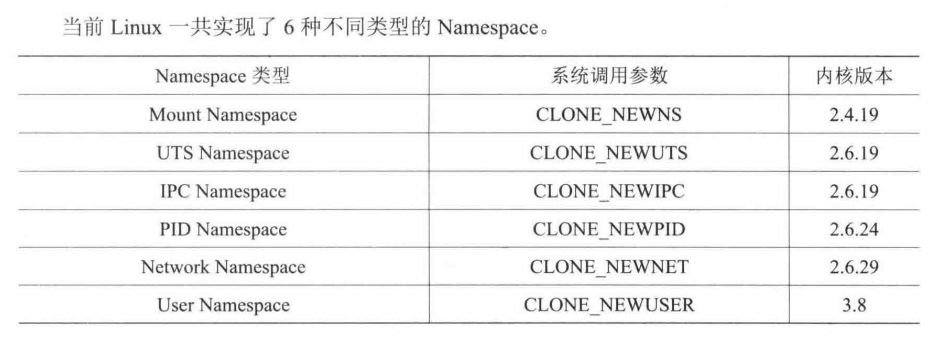 当前 Linux 一共实现了 6 种不同类型的 Namespace。
Namespace 类型 系统调用参数 内核版本
Mount Namespace CLONE_NEWNS 2.4.19
UTS Namespace CLONE_NEWUTS 2.6.19
IPC Namespace CLONE_NEWIPC 2.6.19
PID Namespace CLONE_NEWPID 2.6.24
Network Namespace CLONE_NEWNET 2.6.29
User Namespace CLONE_NEWUSER 3.8